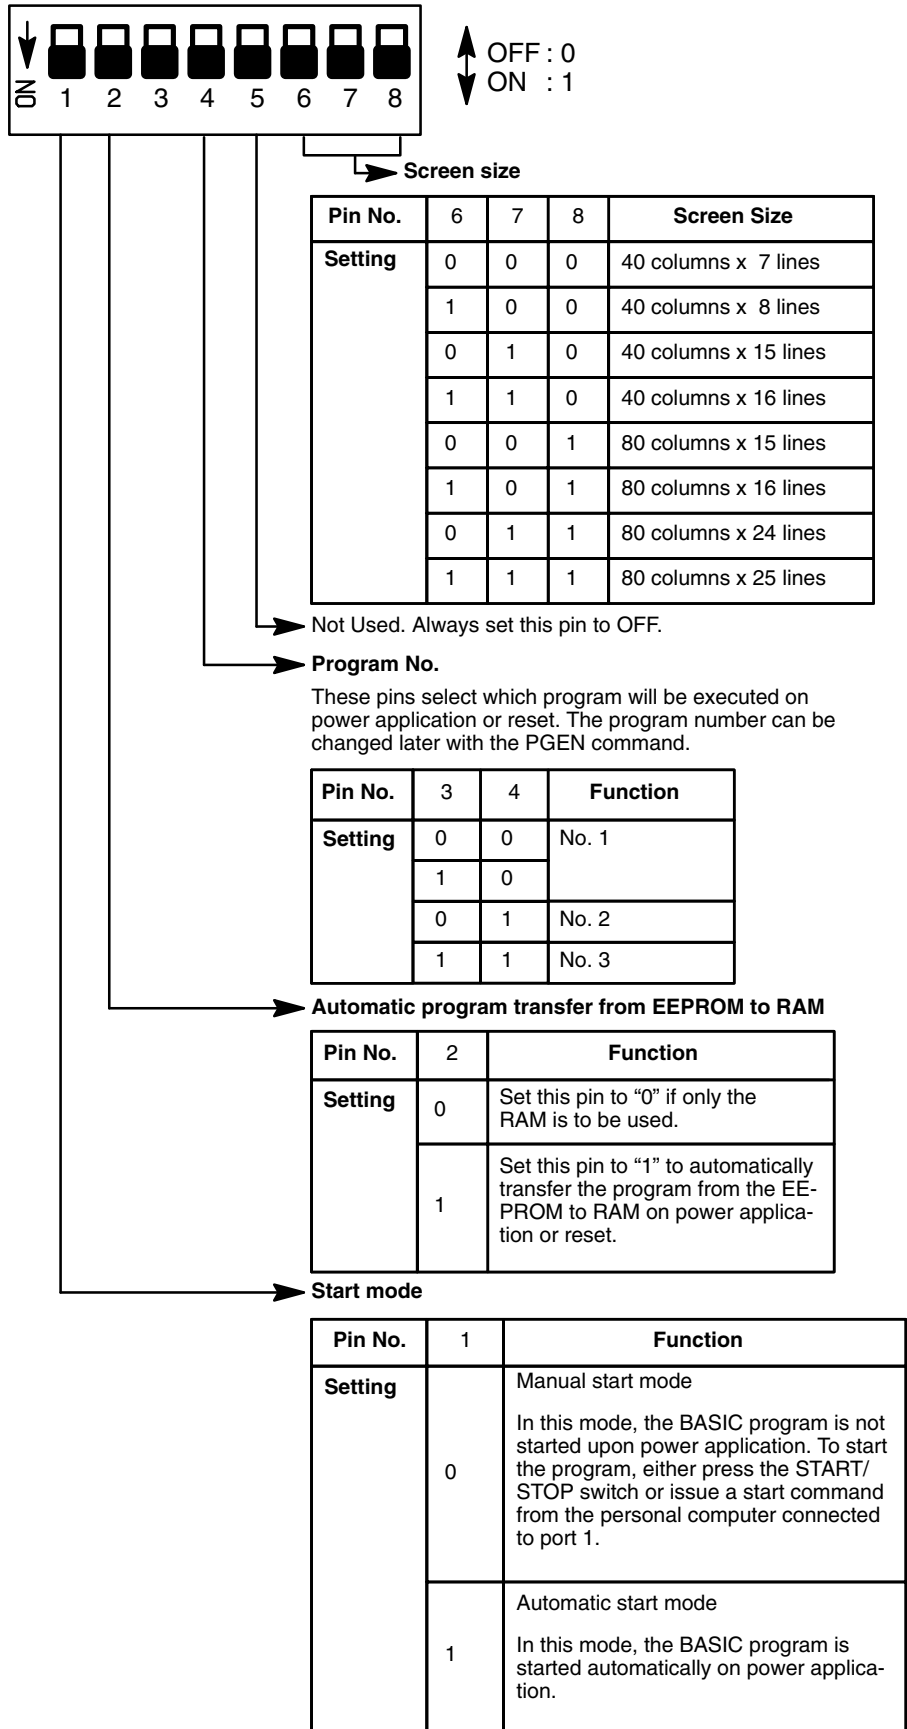 ON 1 2 3 4 5 6 7 8
OFF : 0
ON : 1
Screen size
Pin No. 6 7 8 Screen Size
Setting 0 0 0 40 columns x 7 lines
1 0 0 40 columns x 8 lines
0 1 0 40 columns x 15 lines
1 1 0 40 columns x 16 lines
0 0 1 80 columns x 15 lines
1 0 1 80 columns x 16 lines
0 1 1 80 columns x 24 lines
1 1 1 80 columns x 25 lines
Not Used. Always set this pin to OFF.
Program No.
These pins select which program will be executed on
power application or reset. The program number can be
changed later with the PGEN command.
Pin No. 3 4 Function
Setting 0 0 No. 1
1 0
0 1 No. 2
1 1 No. 3
Automatic program transfer from EEPROM to RAM
Pin No. 2 Function
Setting 0 Set this pin to “0” if only the
RAM is to be used.
1 Set this pin to “1” to automatically
transfer the program from the EE-
PROM to RAM on power applica-
tion or reset.
Start mode
Pin No. 1 Function
Setting 0 Manual start mode
In this mode, the BASIC program is not
started upon power application. To start
the program, either press the START/
STOP switch or issue a start command
from the personal computer connected
to port 1.
1 Automatic start mode
In this mode, the BASIC program is
started automatically on power applica-
tion.